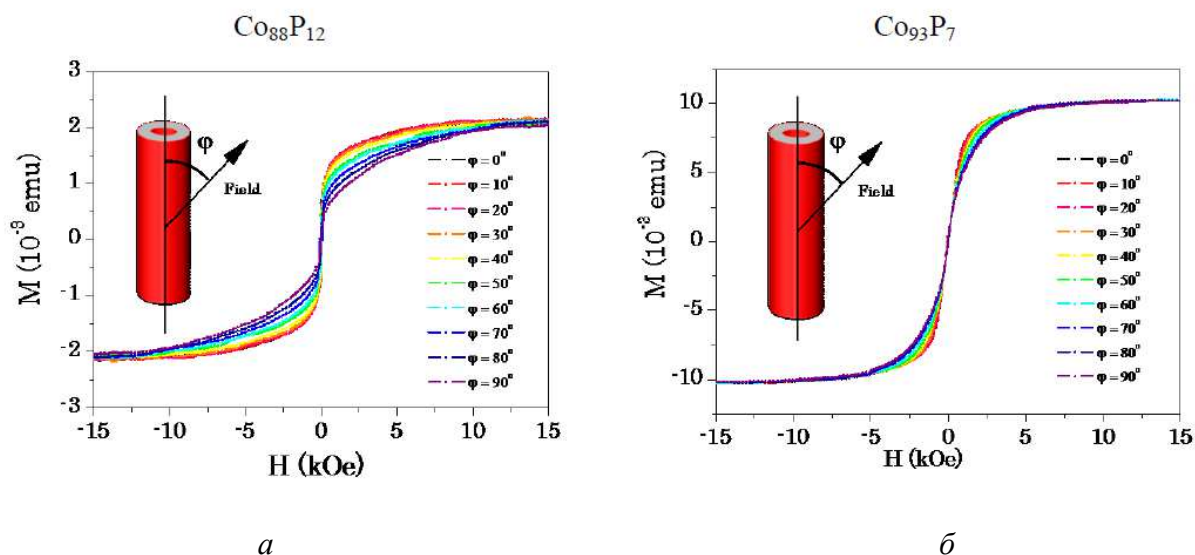 Co₈₈P₁₂
3
2
1
0
-1
-2
-3
M (10⁻³ emu)
φ
Field
φ = 0°
φ = 10°
φ = 20°
φ = 30°
φ = 40°
φ = 50°
φ = 60°
φ = 70°
φ = 80°
φ = 90°
-15 -10 -5 0 5 10 15
H (kOe)
а
Co₉₃P₇
10
5
0
-5
-10
M (10⁻³ emu)
φ
Field
φ = 0°
φ = 10°
φ = 20°
φ = 30°
φ = 40°
φ = 50°
φ = 60°
φ = 70°
φ = 80°
φ = 90°
-15 -10 -5 0 5 10 15
H (kOe)
б